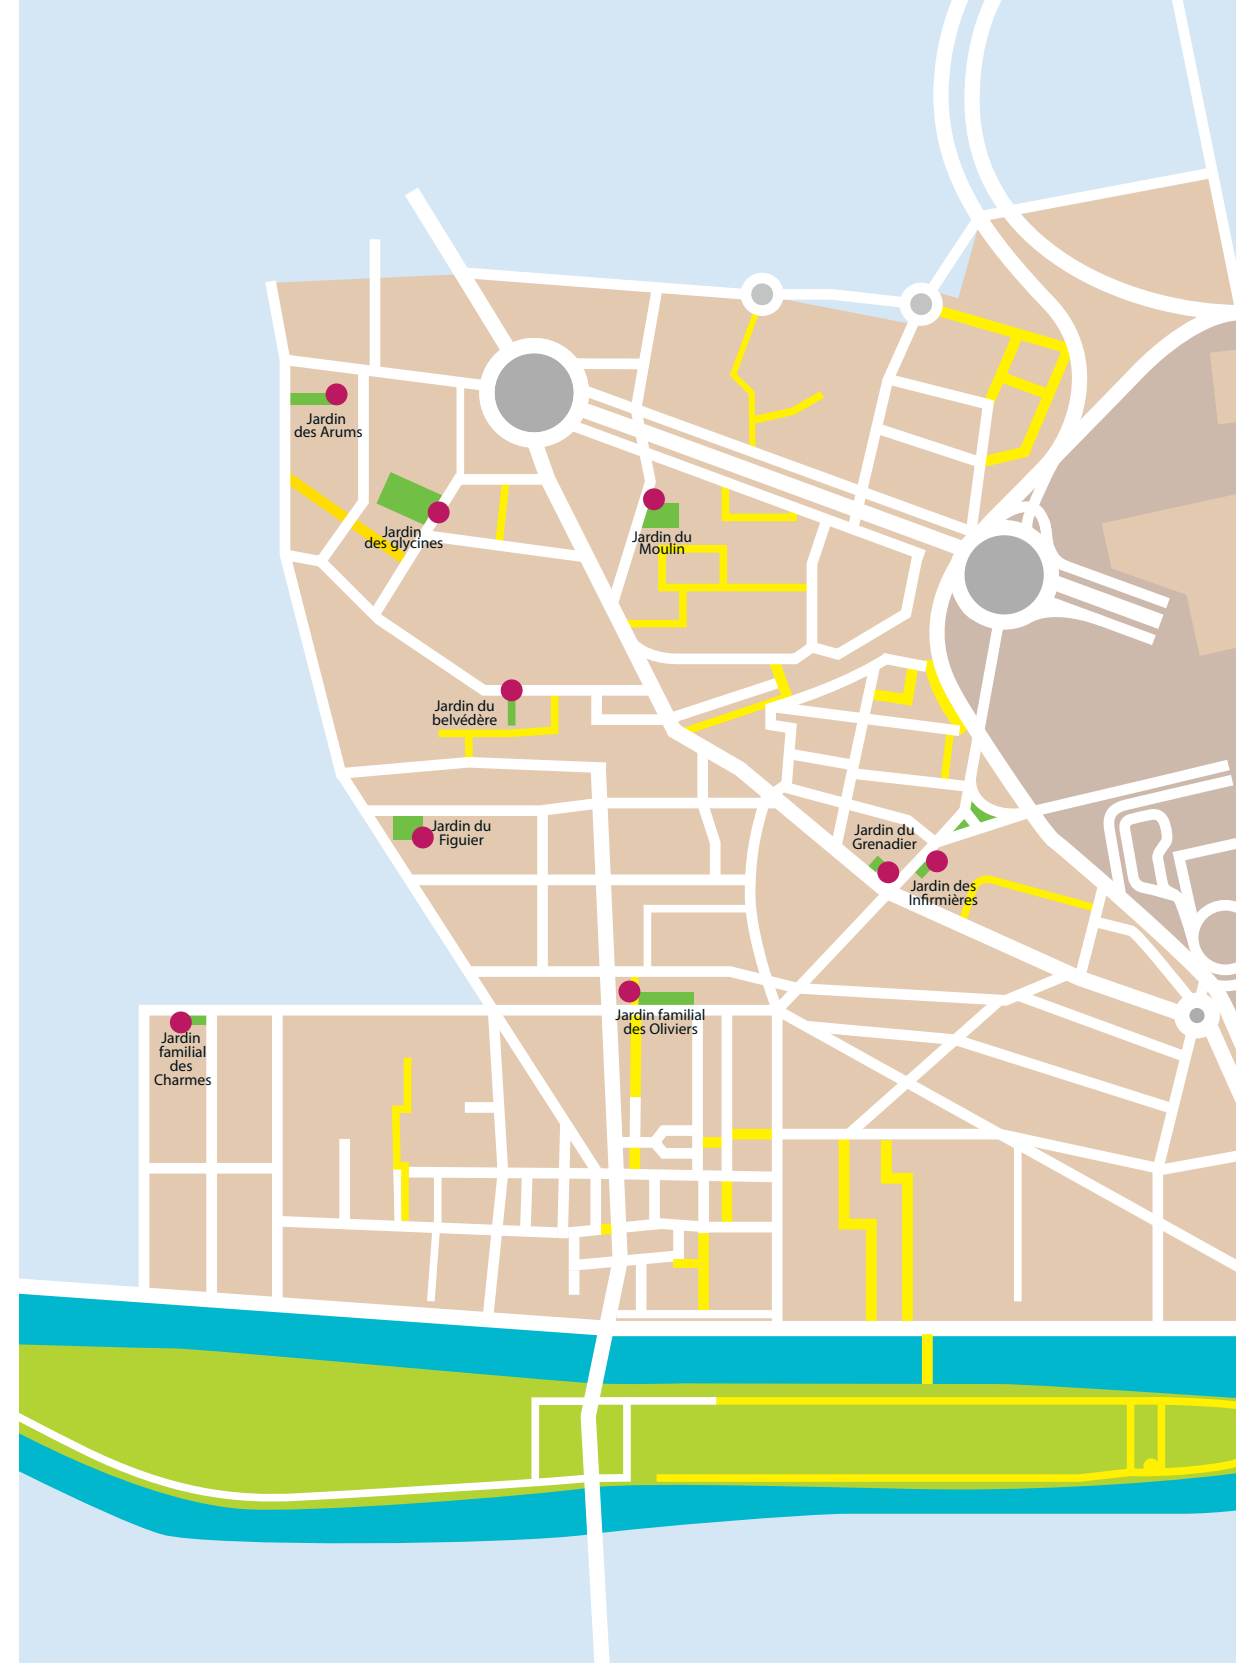 Jardin
des Arums
Jardin
des glycines
Jardin du
Moulin
Jardin du
belvédère
Jardin du
Figuier
Jardin du
Grenadier
Jardin des
Infirmières
Jardin familial
des Oliviers
Jardin
familial
des
Charmes